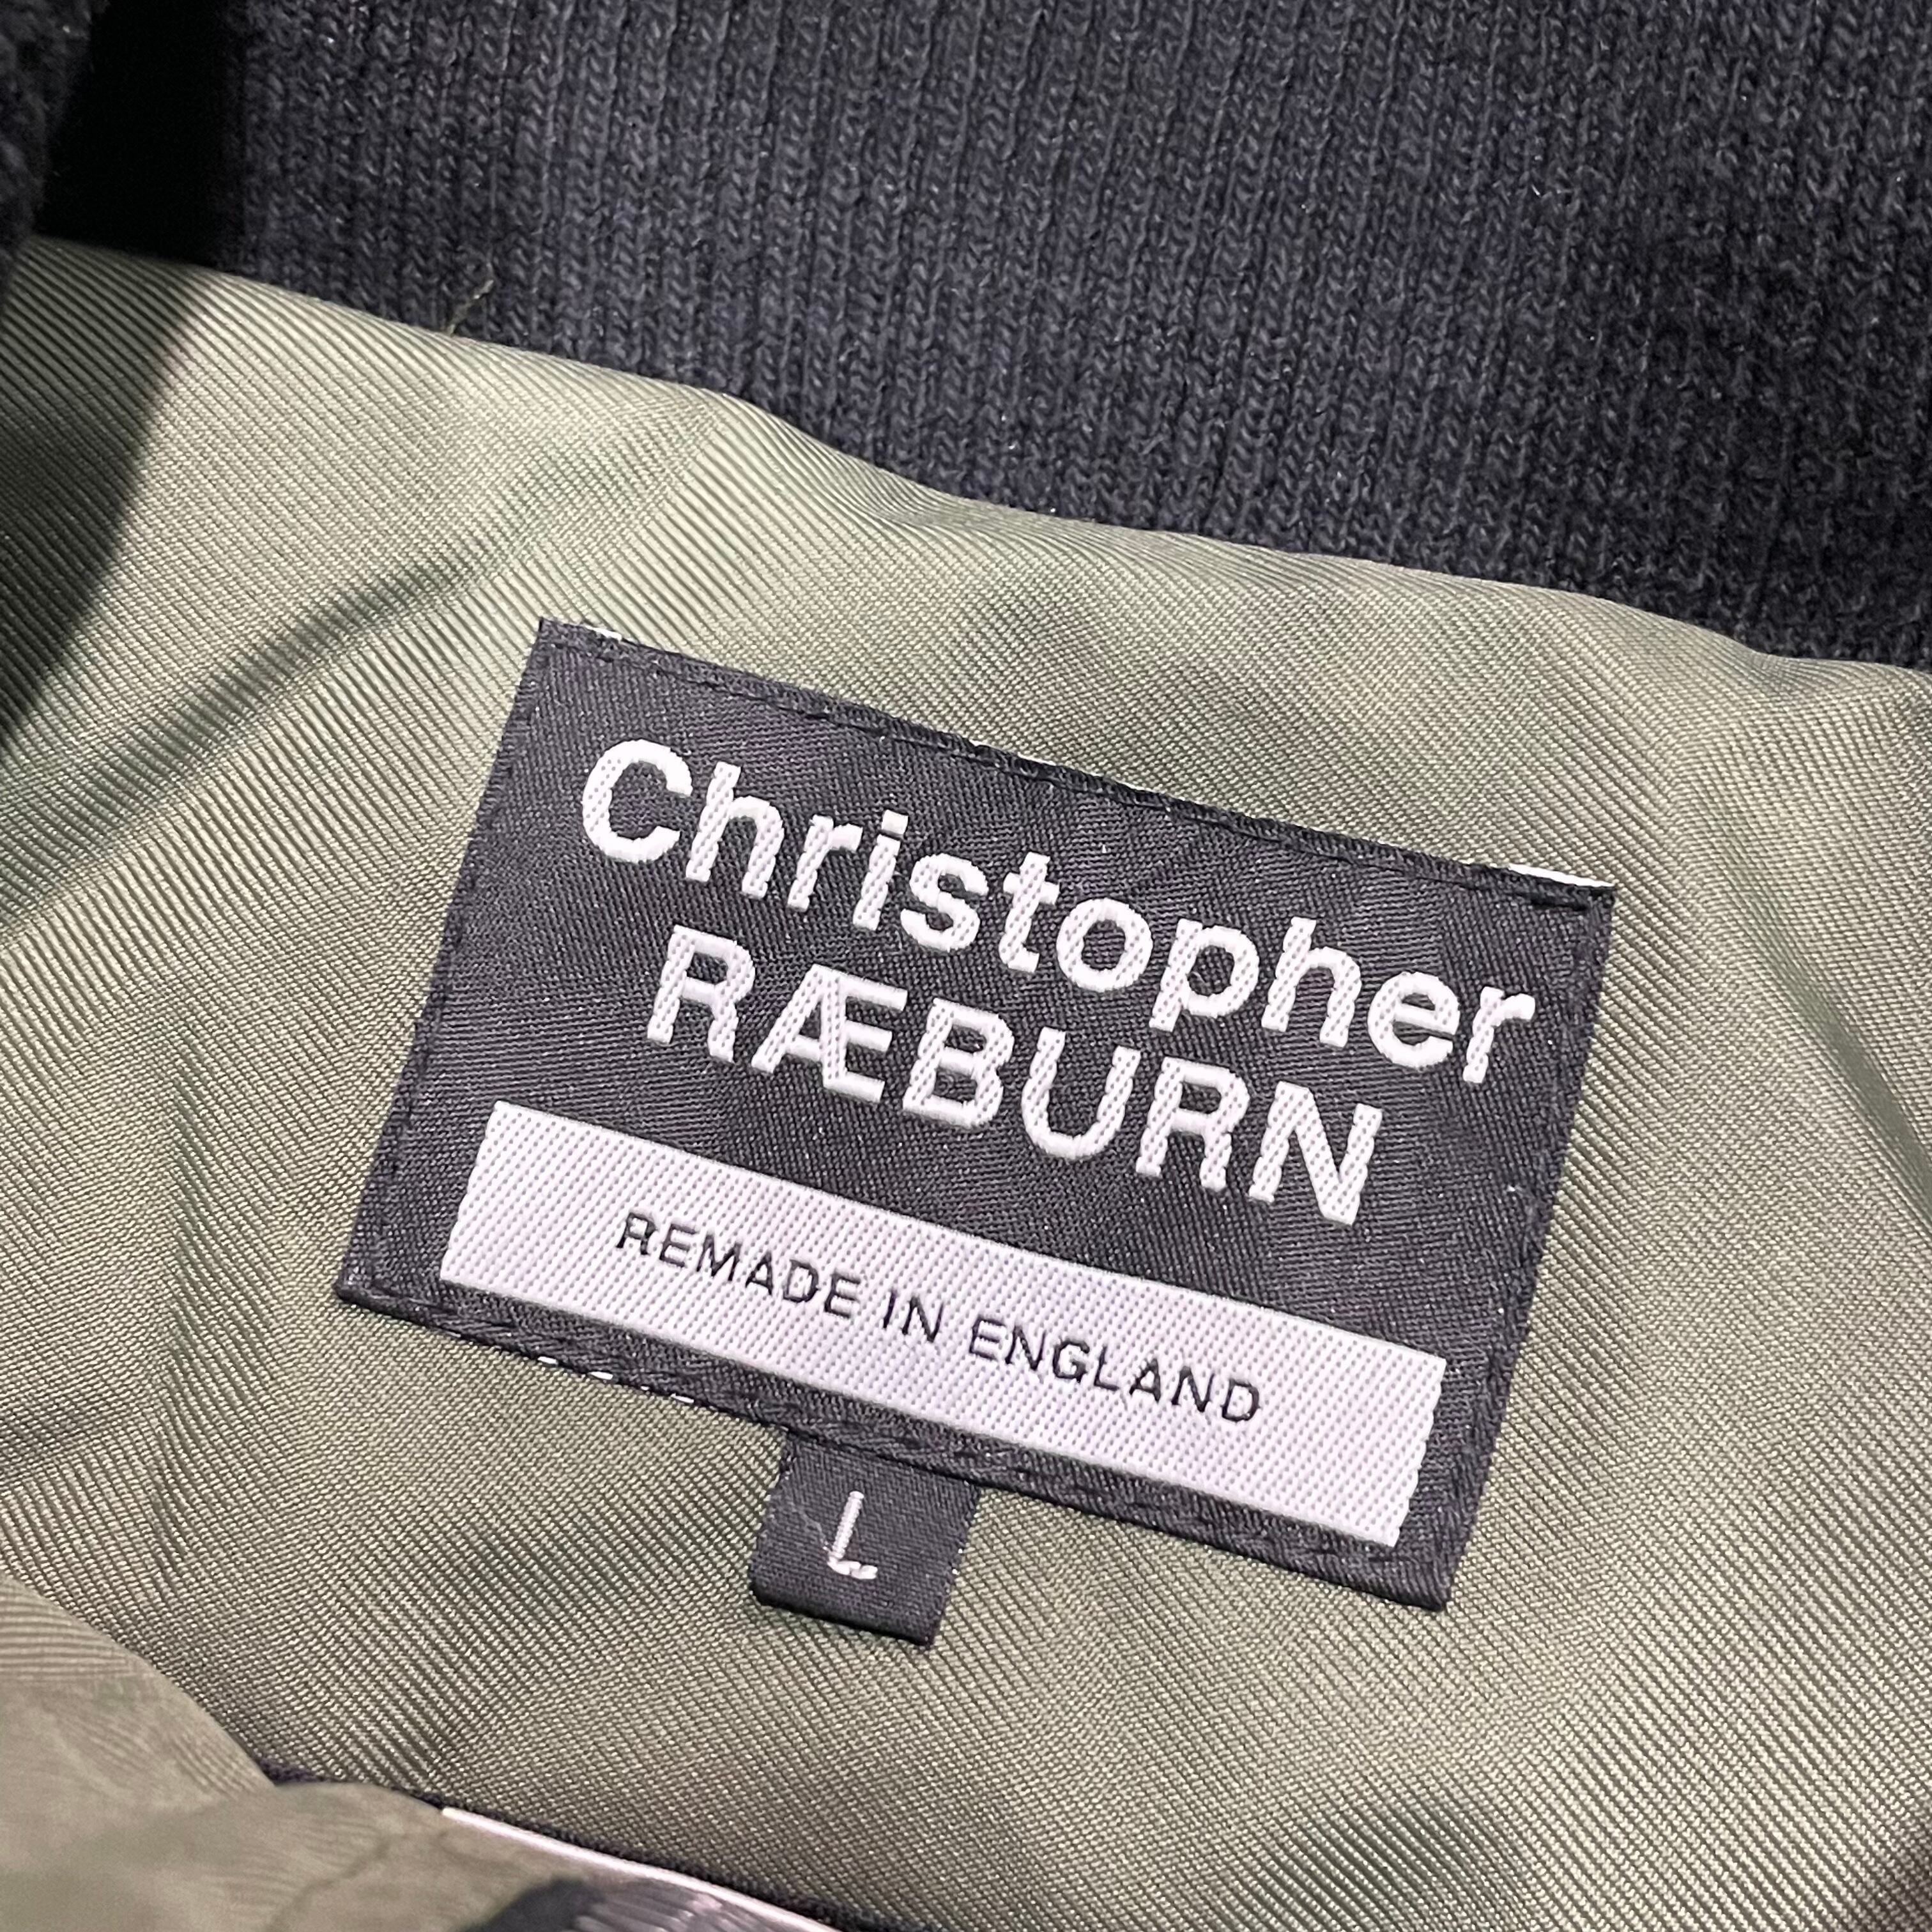 Christopher
RÆBURN
REMADE IN ENGLAND
L